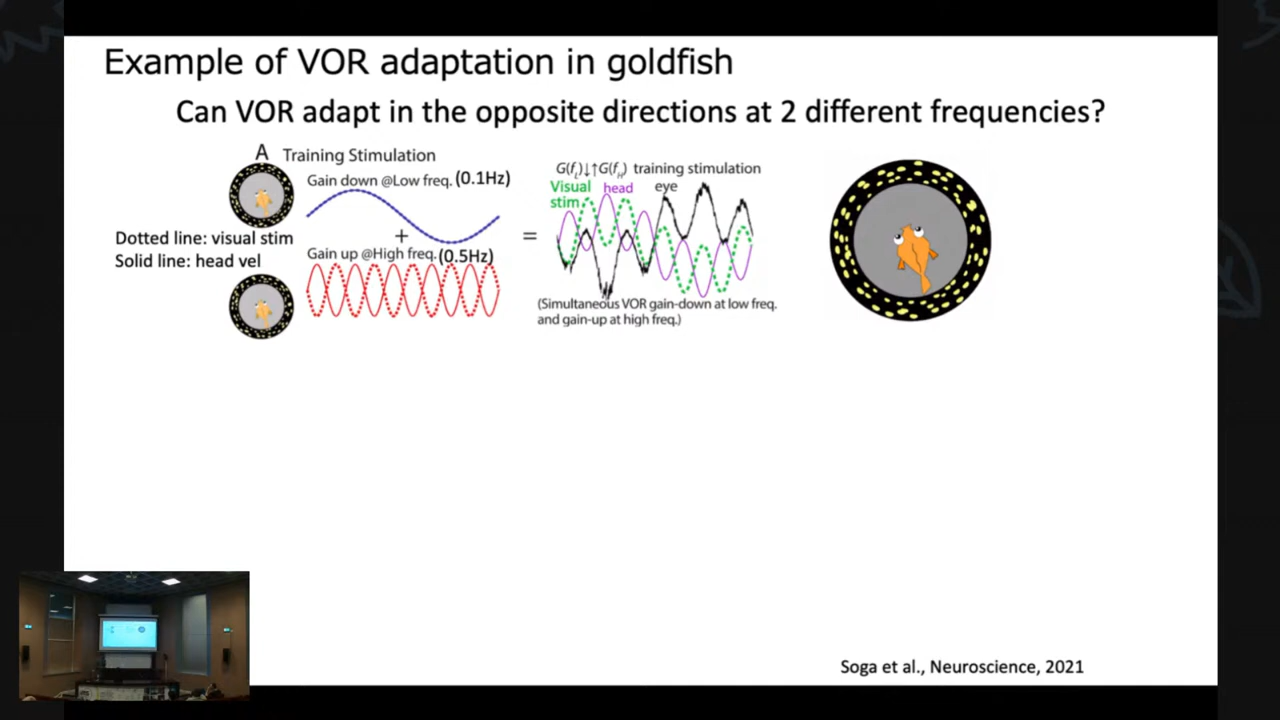 Example of VOR adaptation in goldfish
Can VOR adapt in the opposite directions at 2 different frequencies?
A Training Stimulation
Gain down @Low freq. (0.1Hz)
+
Dotted line: visual stim
Solid line: head vel
Gain up @High freq. (0.5Hz)
=
G(fL)↓↑G(fH) training stimulation
Visual stim
head
eye
(Simultaneous VOR gain-down at low freq.
and gain-up at high freq.)
Soga et al., Neuroscience, 2021